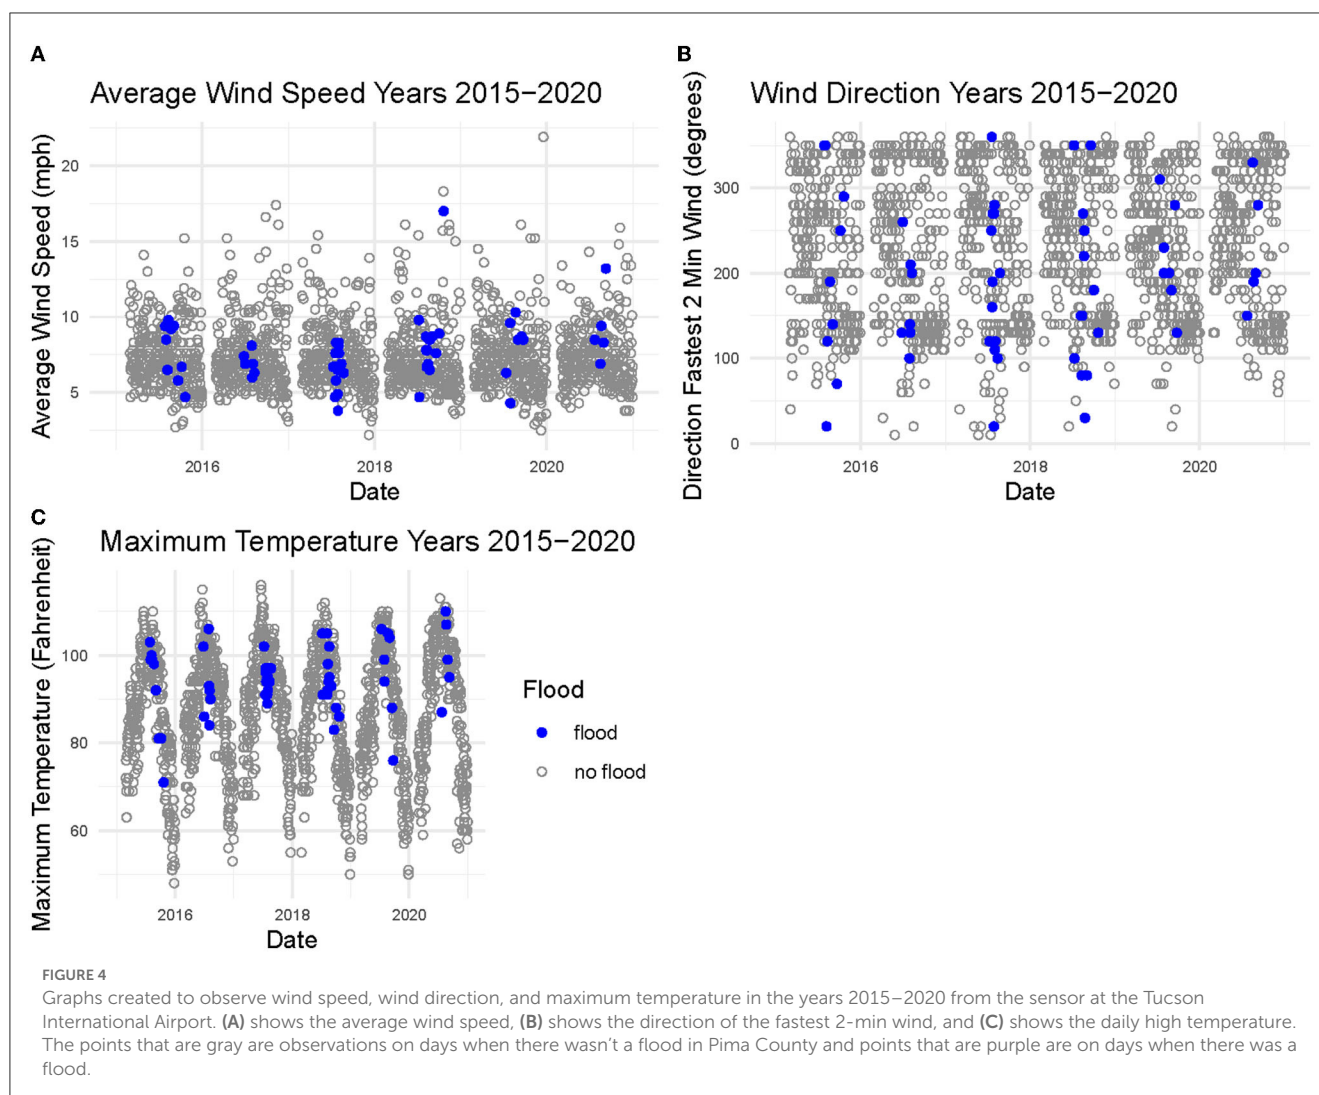 A
Average Wind Speed Years 2015−2020
Average Wind Speed (mph)
20
15
10
5
2016
2018
2020
Date
B
Wind Direction Years 2015−2020
Direction Fastest 2 Min Wind (degrees)
300
200
100
0
2016
2018
2020
Date
C
Maximum Temperature Years 2015−2020
Maximum Temperature (Fahrenheit)
100
80
60
2016
2018
2020
Date
Flood
flood
no flood
FIGURE 4
Graphs created to observe wind speed, wind direction, and maximum temperature in the years 2015–2020 from the sensor at the Tucson
International Airport. (A) shows the average wind speed, (B) shows the direction of the fastest 2-min wind, and (C) shows the daily high temperature.
The points that are gray are observations on days when there wasn't a flood in Pima County and points that are purple are on days when there was a
flood.